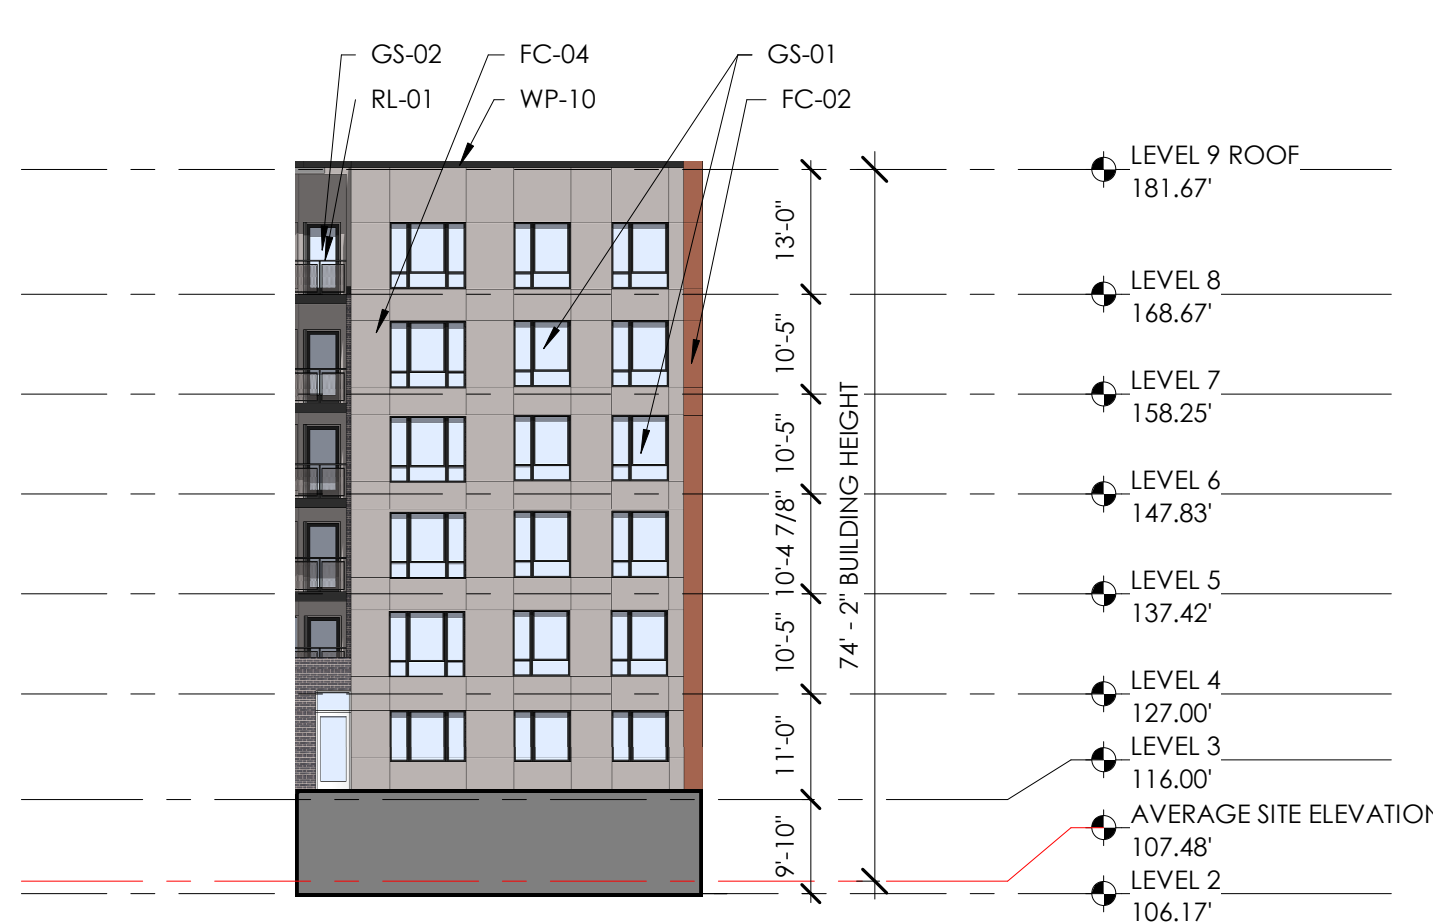 GS-02
FC-04
GS-01
RL-01
WP-10
FC-02
LEVEL 9 ROOF
181.67'
13'-0"
LEVEL 8
168.67'
10'-5"
LEVEL 7
158.25'
10'-5"
LEVEL 6
147.83'
10'-4 7/8"
74' - 2" BUILDING HEIGHT
LEVEL 5
137.42'
10'-5"
LEVEL 4
127.00'
11'-0"
LEVEL 3
116.00'
AVERAGE SITE ELEVATION
107.48'
9'-10"
LEVEL 2
106.17'